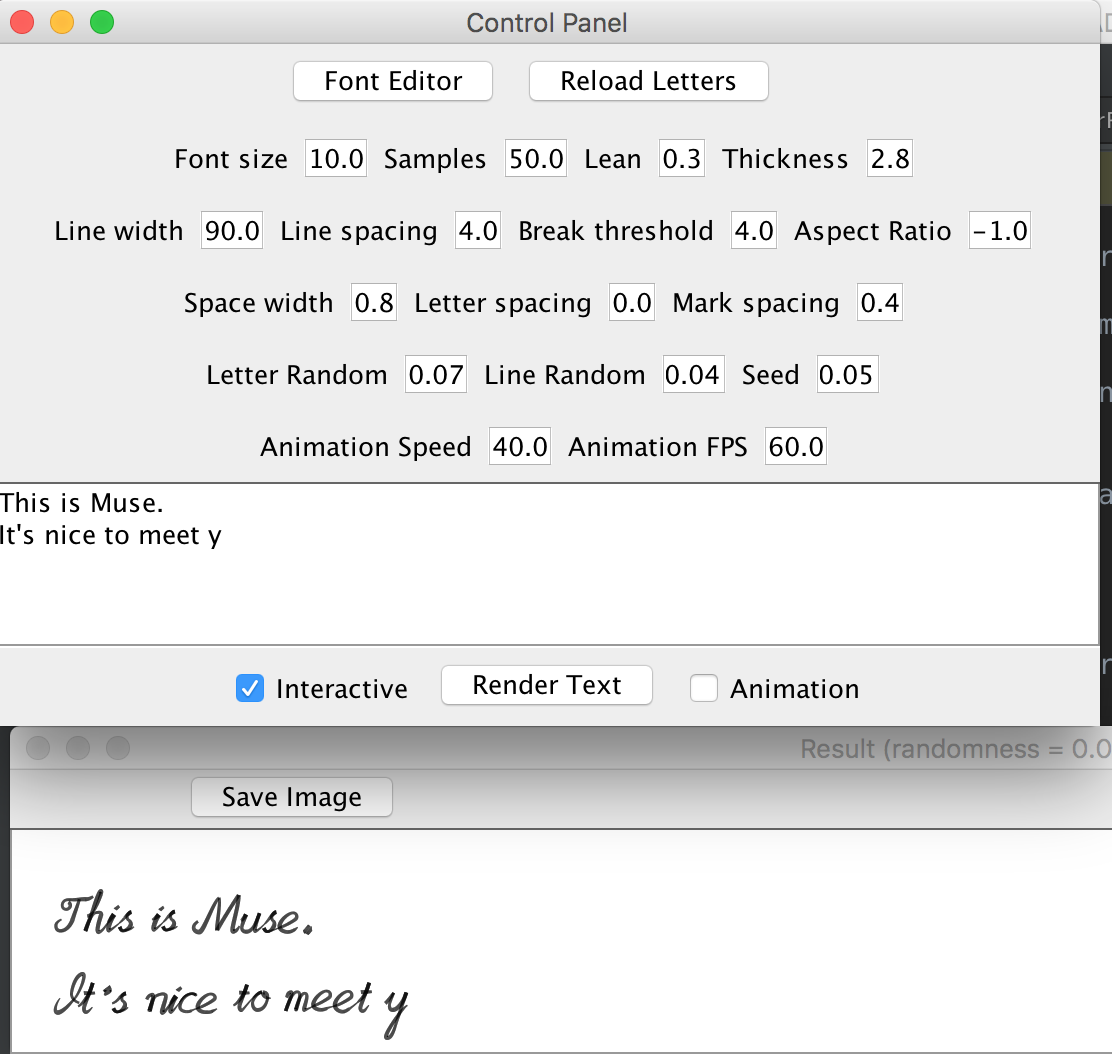 Control Panel
Font Editor Reload Letters
Font size 10.0 Samples 50.0 Lean 0.3 Thickness 2.8
Line width 90.0 Line spacing 4.0 Break threshold 4.0 Aspect Ratio -1.0
Space width 0.8 Letter spacing 0.0 Mark spacing 0.4
Letter Random 0.07 Line Random 0.04 Seed 0.05
Animation Speed 40.0 Animation FPS 60.0
This is Muse.
It's nice to meet y
Interactive Render Text Animation
Result (randomness = 0.0
Save Image
This is Muse.
It's nice to meet y